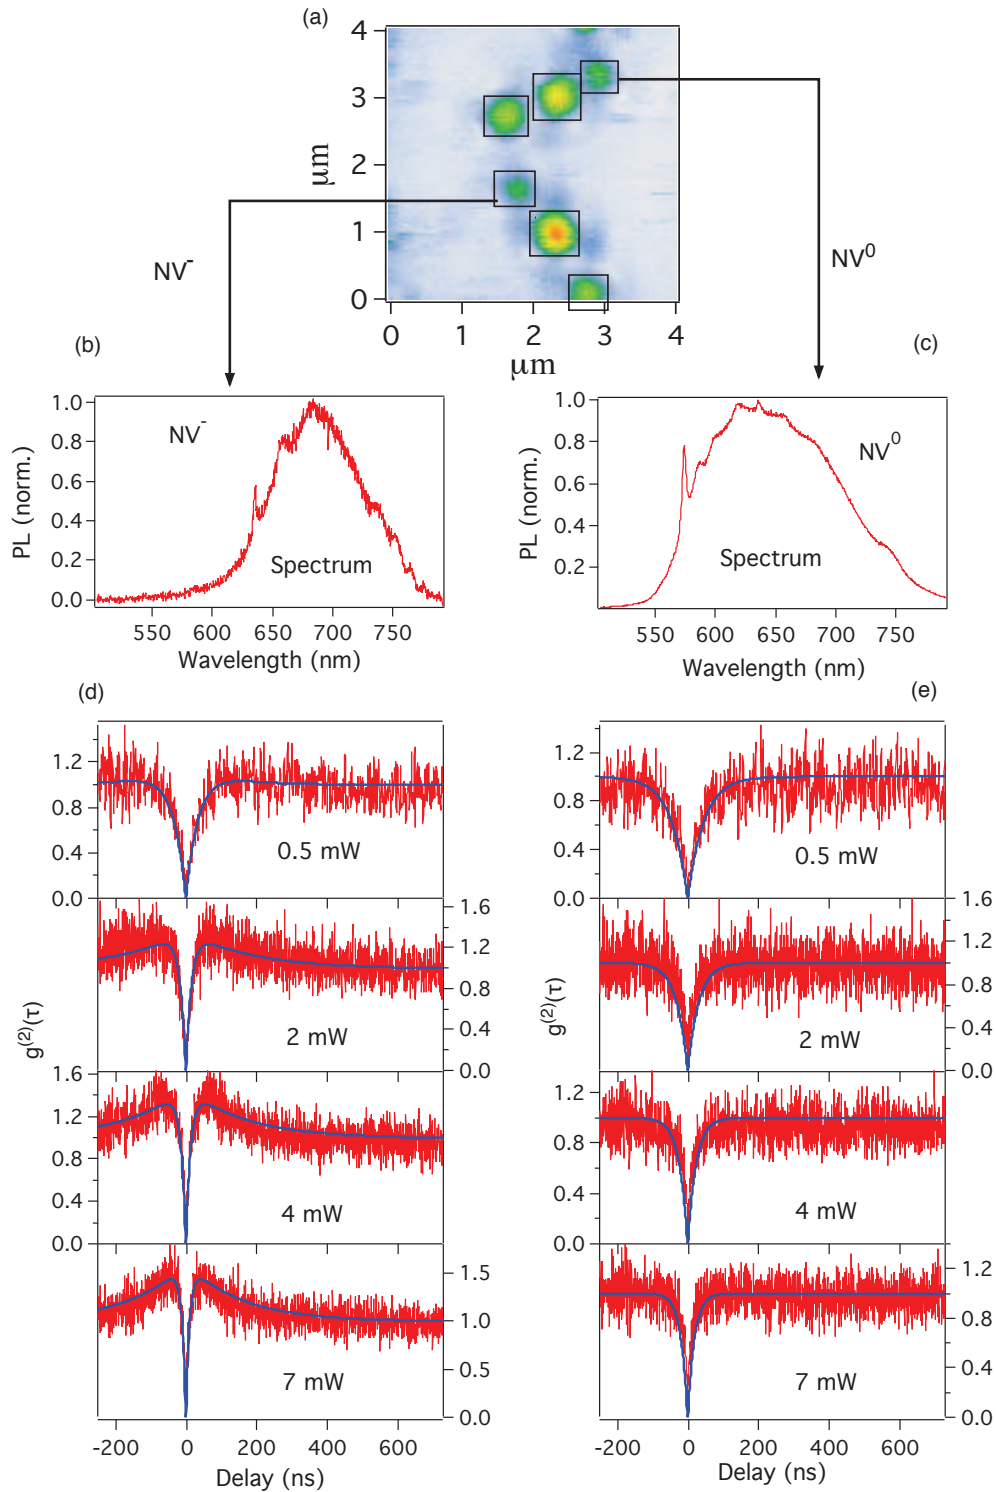 (a)
4
3
2
1
0
μm
0 1 2 3 4
μm
NV-
NV0
(b)
(c)
1.0
0.8
0.6
0.4
0.2
0.0
PL (norm.)
NV-
Spectrum
550 600 650 700 750
Wavelength (nm)
1.0
0.8
0.6
0.4
0.2
PL (norm.)
NV0
Spectrum
550 600 650 700 750
Wavelength (nm)
(d)
(e)
1.2
0.8
0.4
0.0
0.5 mW
1.6
1.2
0.8
0.4
0.0
2 mW
g(2)(τ)
1.6
1.2
0.8
0.4
0.0
4 mW
1.5
1.0
0.5
0.0
7 mW
-200 0 200 400 600
Delay (ns)
1.2
0.8
0.4
0.0
0.5 mW
1.6
1.2
0.8
0.4
0.0
2 mW
g(2)(τ)
1.2
0.8
0.4
0.0
4 mW
1.2
0.8
0.4
0.0
7 mW
-200 0 200 400 600
Delay (ns)